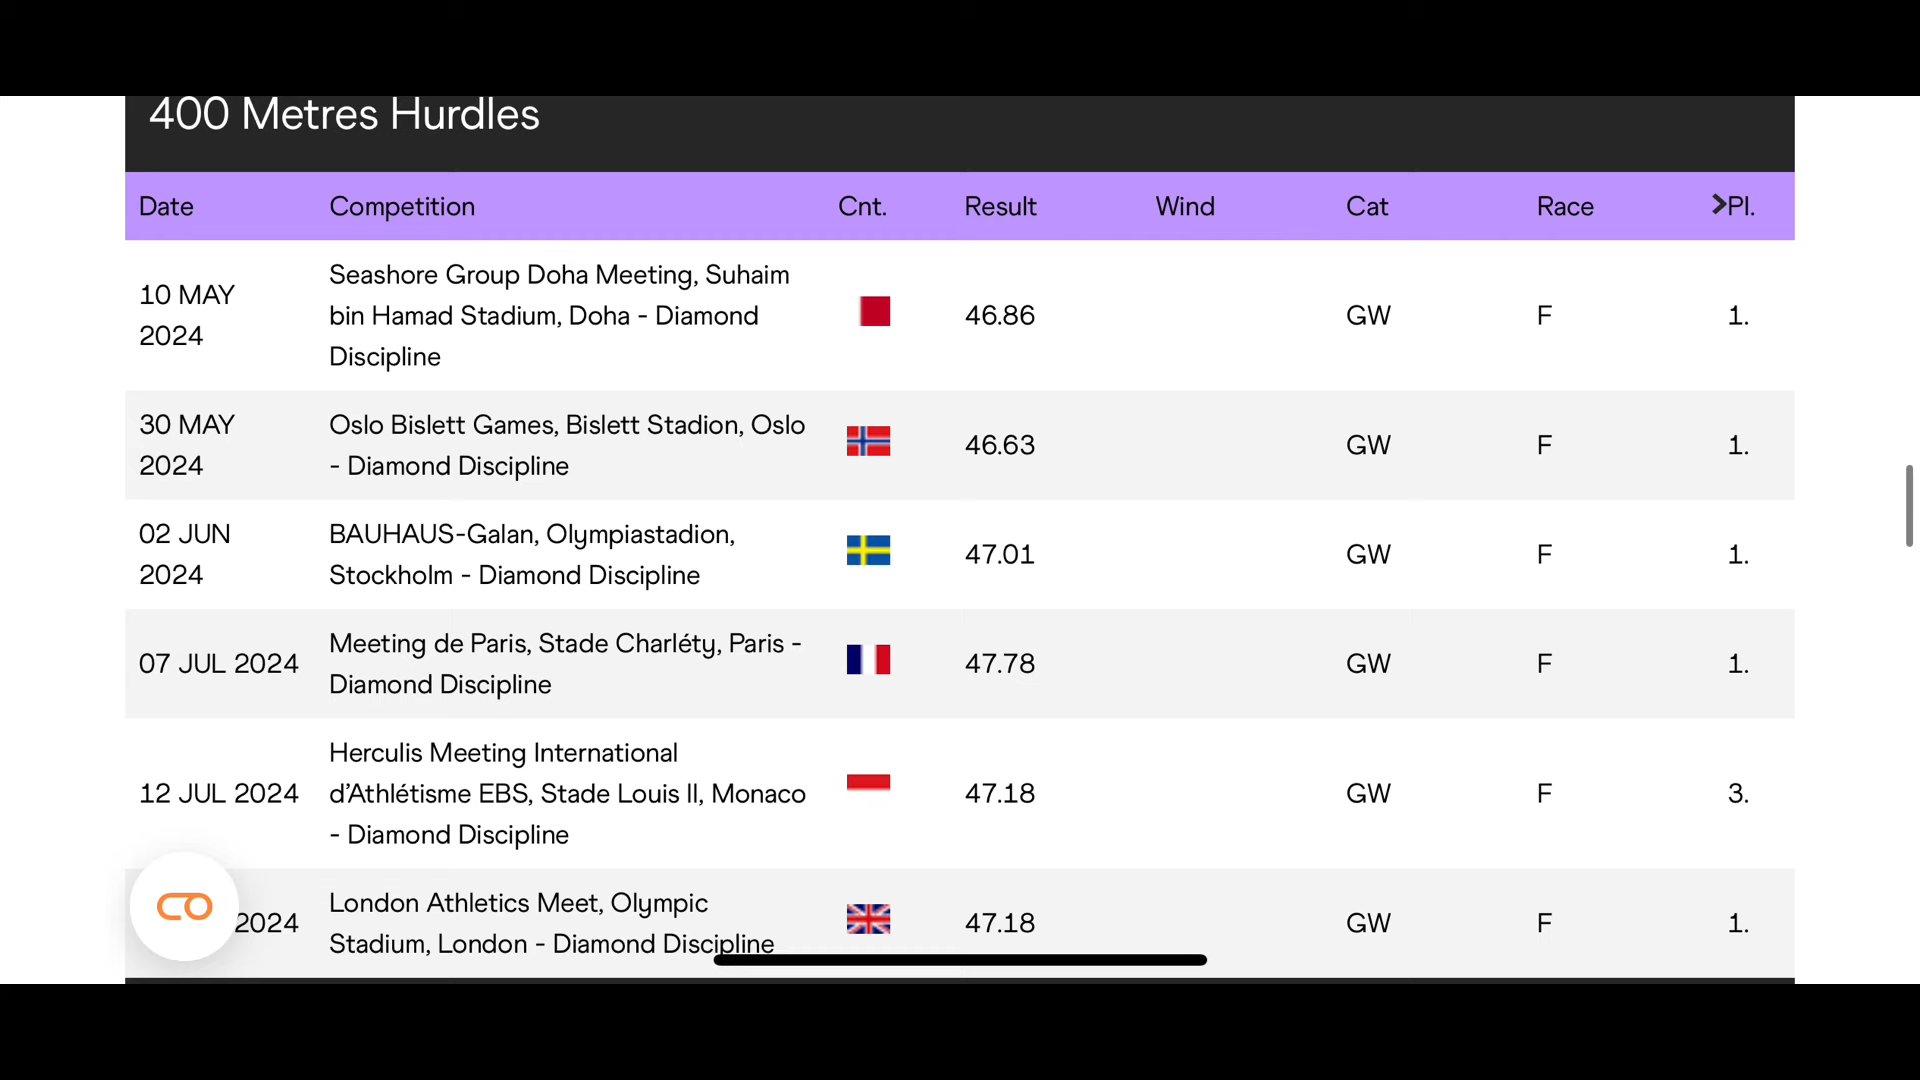 400 Metres Hurdles
Date Competition Cnt. Result Wind Cat Race >Pl.
10 MAY 2024 Seashore Group Doha Meeting, Suhaim bin Hamad Stadium, Doha - Diamond Discipline 46.86 GW F 1.
30 MAY 2024 Oslo Bislett Games, Bislett Stadion, Oslo - Diamond Discipline 46.63 GW F 1.
02 JUN 2024 BAUHAUS-Galan, Olympiastadion, Stockholm - Diamond Discipline 47.01 GW F 1.
07 JUL 2024 Meeting de Paris, Stade Charléty, Paris - Diamond Discipline 47.78 GW F 1.
12 JUL 2024 Herculis Meeting International d’Athlétisme EBS, Stade Louis II, Monaco - Diamond Discipline 47.18 GW F 3.
2024 London Athletics Meet, Olympic Stadium, London - Diamond Discipline 47.18 GW F 1.